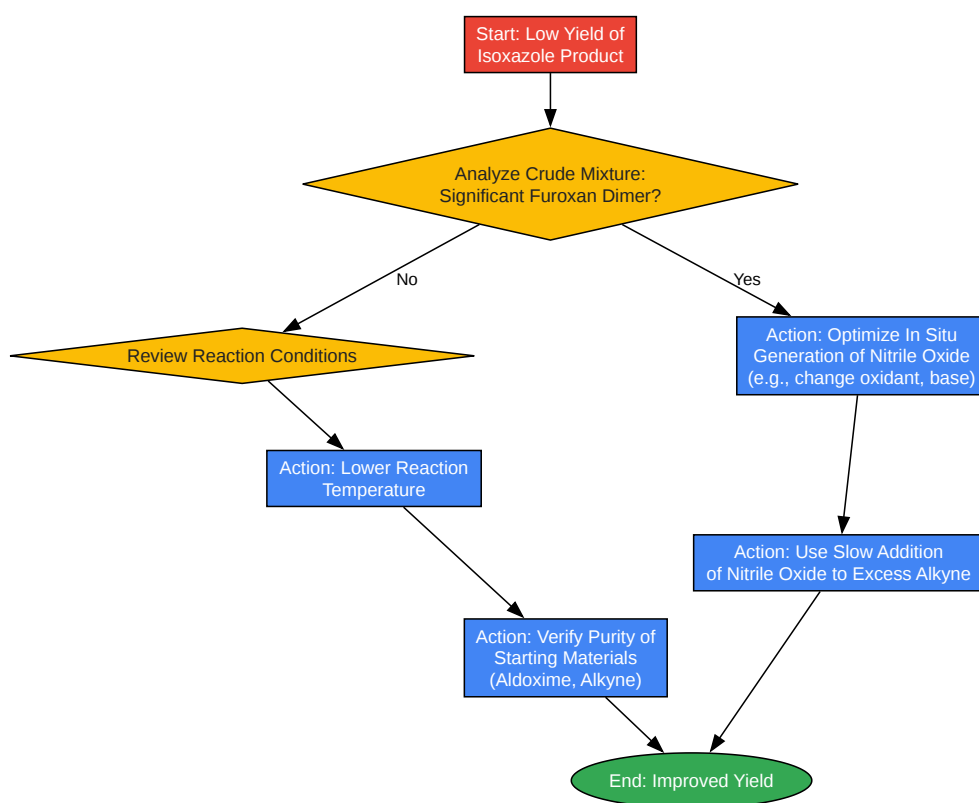 Start: Low Yield of
Isoxazole Product
Analyze Crude Mixture:
Significant Furoxan Dimer?
No
Yes
Review Reaction Conditions
Action: Optimize In Situ
Generation of Nitrile Oxide
(e.g., change oxidant, base)
Action: Lower Reaction
Temperature
Action: Use Slow Addition
of Nitrile Oxide to Excess Alkyne
Action: Verify Purity of
Starting Materials
(Aldoxime, Alkyne)
End: Improved Yield